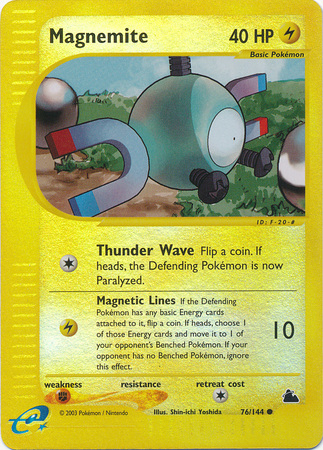 Magnemite 40 HP
Basic Pokémon
ID: F-20-#
Thunder Wave Flip a coin. If
heads, the Defending Pokémon is now
Paralyzed.
Magnetic Lines If the Defending
Pokémon has any basic Energy cards
attached to it, flip a coin. If heads, choose 1
of those Energy cards and move it to 1 of
your opponent's Benched Pokémon. If your
opponent has no Benched Pokémon, ignore
this effect.
10
weakness resistance retreat cost
e
© 2003 Pokémon / Nintendo Illus. Shin-ichi Yoshida 76/144 ●